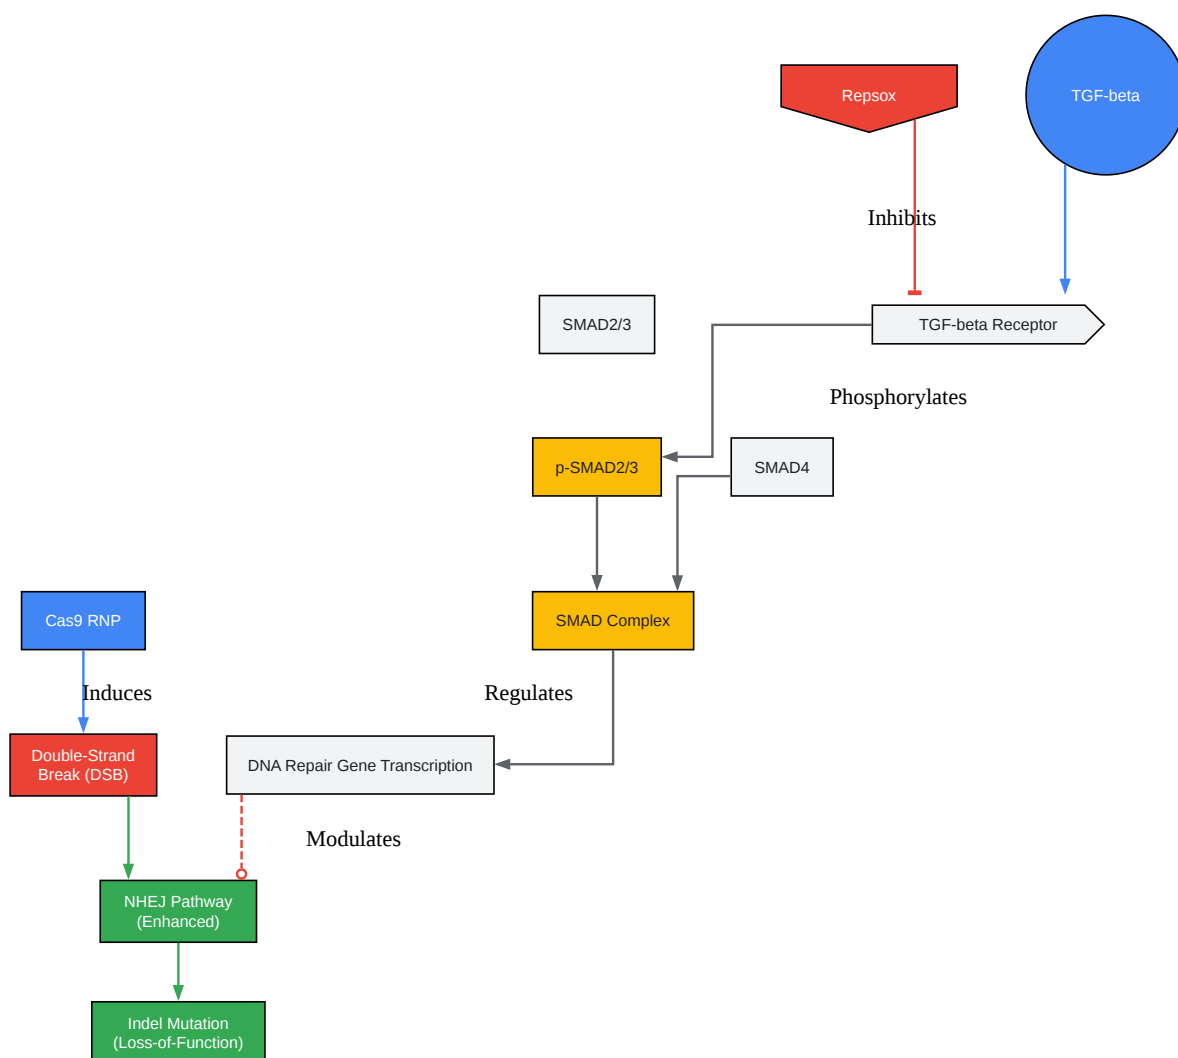 Repsox
TGF-beta
Inhibits
SMAD2/3
TGF-beta Receptor
Phosphorylates
p-SMAD2/3
SMAD4
Cas9 RNP
SMAD Complex
Induces
Regulates
Double-Strand
Break (DSB)
DNA Repair Gene Transcription
Modulates
NHEJ Pathway
(Enhanced)
Indel Mutation
(Loss-of-Function)